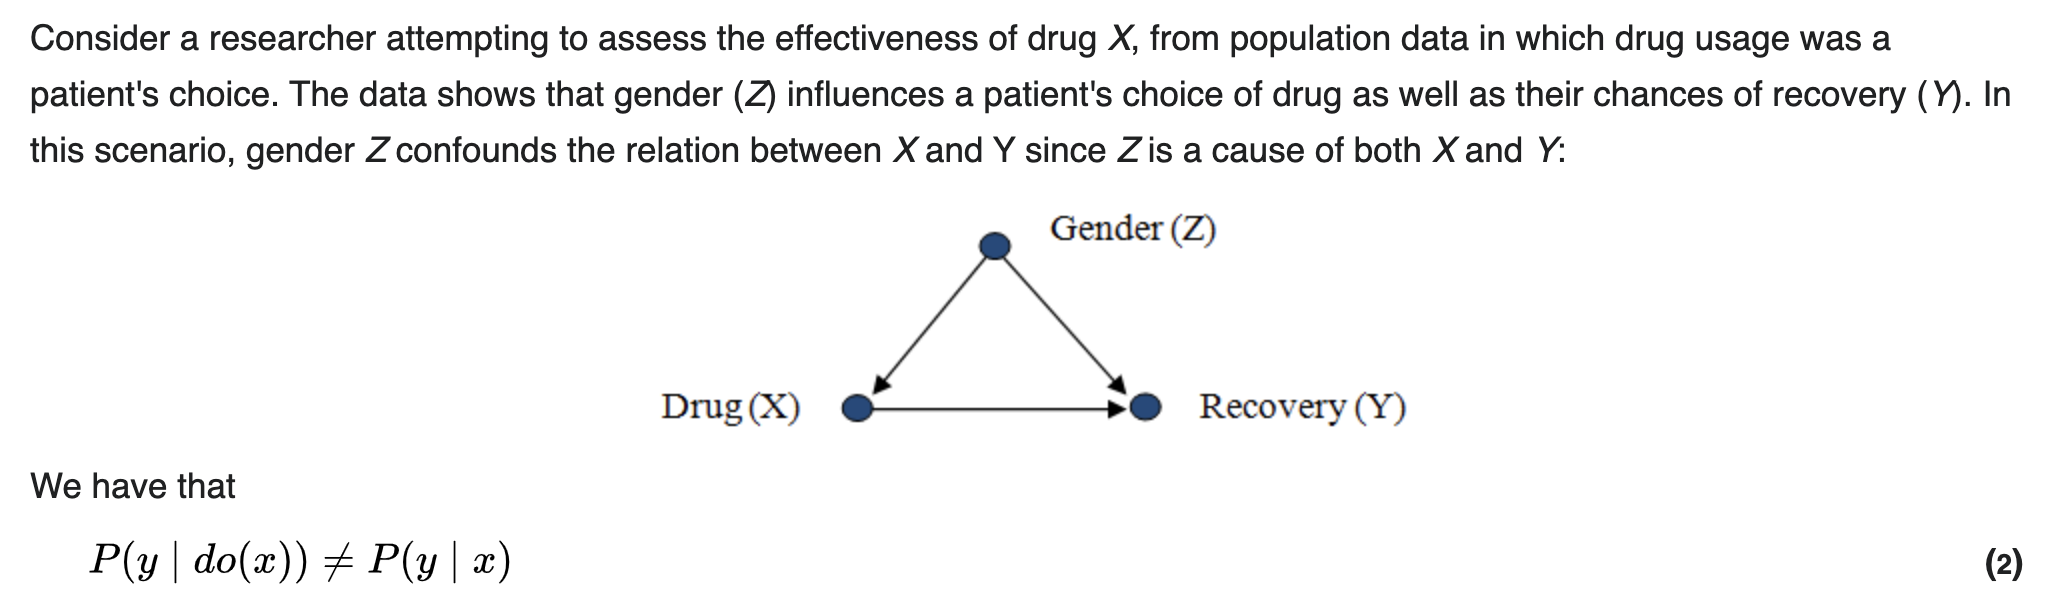 Consider a researcher attempting to assess the effectiveness of drug X, from population data in which drug usage was a
patient's choice. The data shows that gender (Z) influences a patient's choice of drug as well as their chances of recovery (Y). In
this scenario, gender Z confounds the relation between X and Y since Z is a cause of both X and Y:
Gender (Z)
Drug (X)
Recovery (Y)
We have that
P(y | do(x)) ≠ P(y | x)
(2)